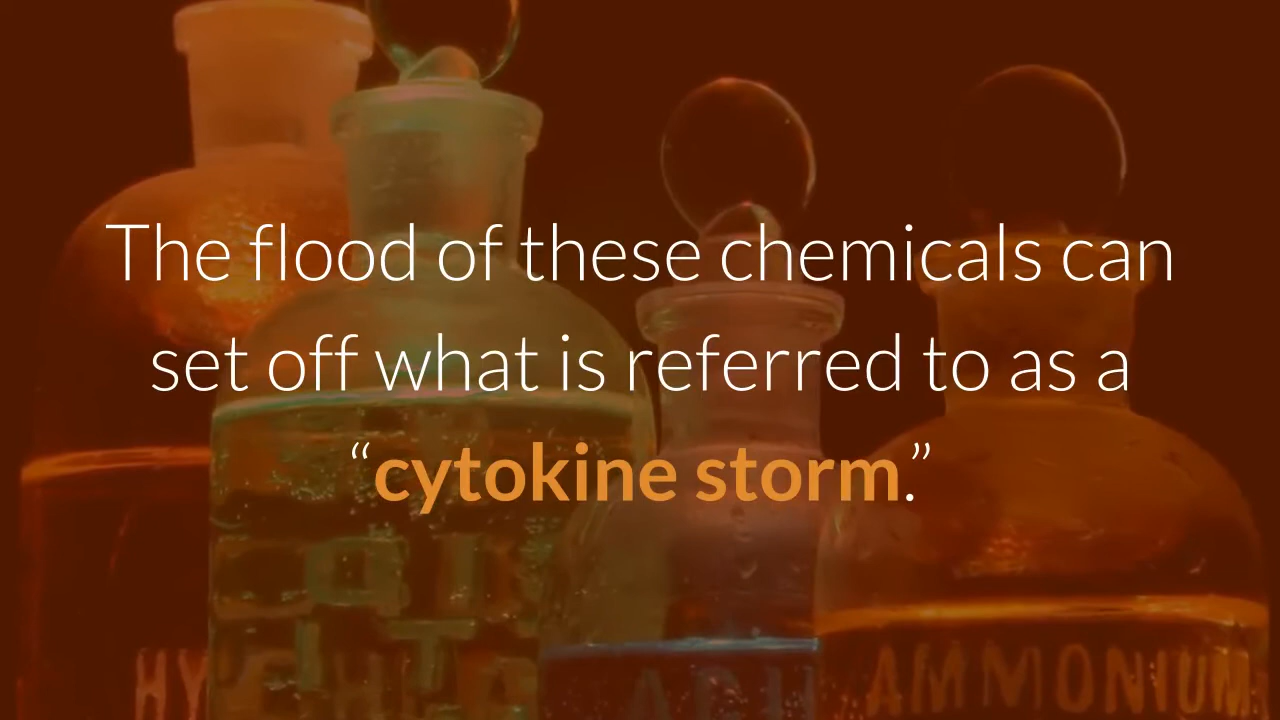 The flood of these chemicals can
set off what is referred to as a
“cytokine storm.”
AMMONIUM